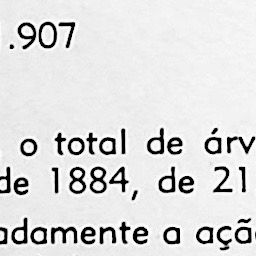 .907
o total de árv
de 1884, de 21
adamente a açã